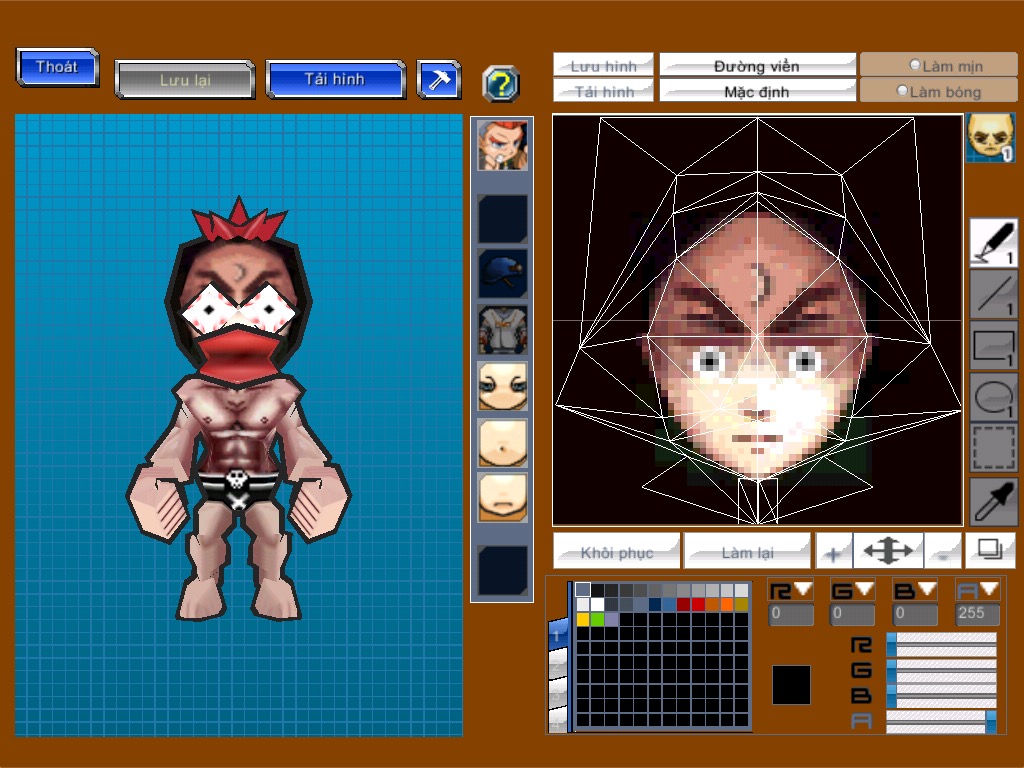 Thoát
Lưu lại
Tải hình
?
Lưu hình
Đường viền
Làm mịn
Tải hình
Mặc định
Làm bóng
1
1
1
1
1
Khôi phục
Làm lại
+
-
R
G
B
A
0
0
0
255
1
R
G
B
A